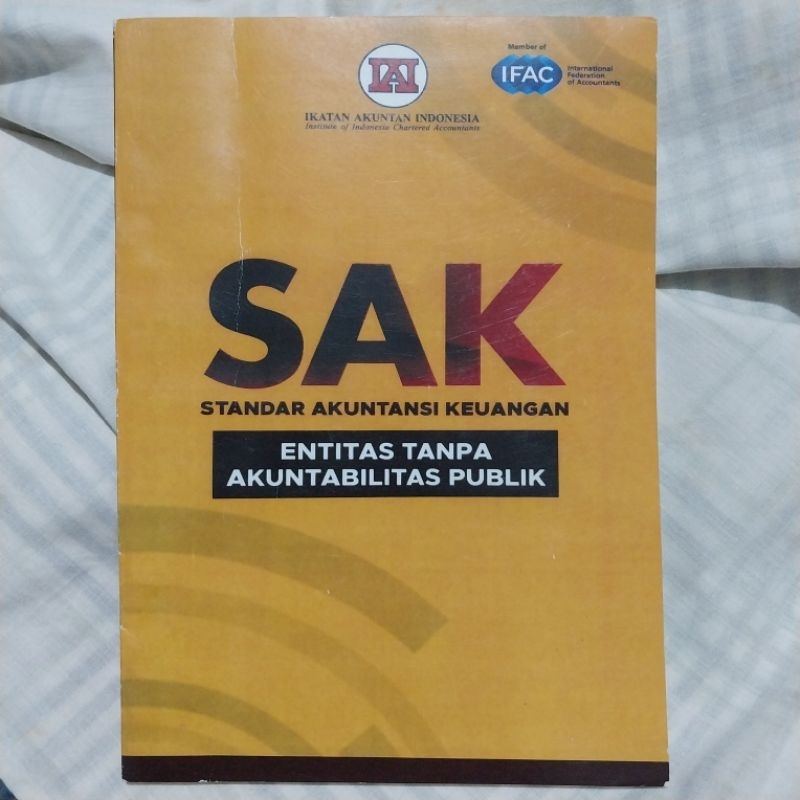 IAI
IKATAN AKUNTAN INDONESIA
Institute of Indonesia Chartered Accountants
Member of
IFAC
International
Federation
of Accountants
SAK
STANDAR AKUNTANSI KEUANGAN
ENTITAS TANPA
AKUNTABILITAS PUBLIK